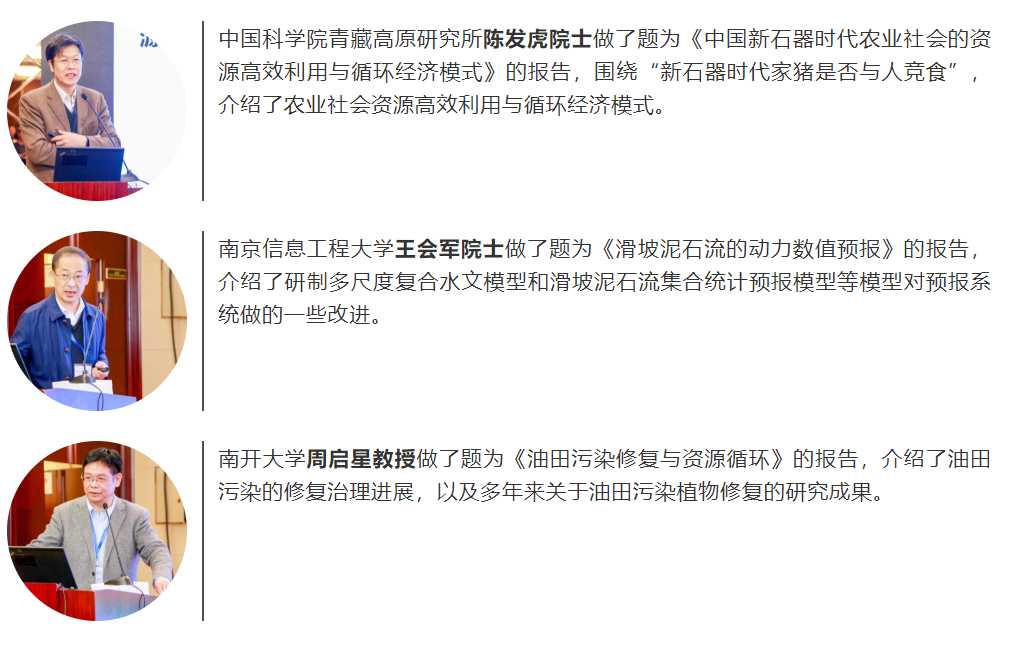 中国科学院青藏高原研究所陈发虎院士做了题为《中国新石器时代农业社会的资
源高效利用与循环经济模式》的报告，围绕“新石器时代家猪是否与人竞食”，
介绍了农业社会资源高效利用与循环经济模式。
南京信息工程大学王会军院士做了题为《滑坡泥石流的动力数值预报》的报告，
介绍了研制多尺度复合水文模型和滑坡泥石流集合统计预报模型等模型对预报系
统做的一些改进。
南开大学周启星教授做了题为《油田污染修复与资源循环》的报告，介绍了油田
污染的修复治理进展，以及多年来关于油田污染植物修复的研究成果。